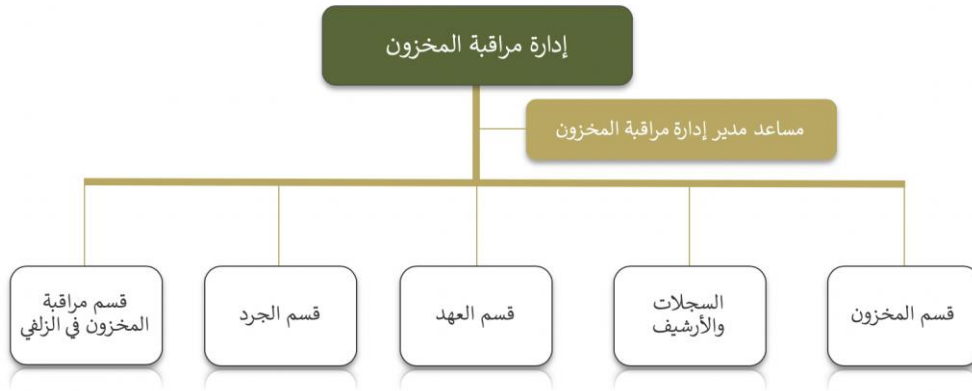 إدارة مراقبة المخزون
مساعد مدير إدارة مراقبة المخزون
قسم المخزون
السجلات
والأرشيف
قسم العهد
قسم الجرد
قسم مراقبة
المخزون في الزلفي